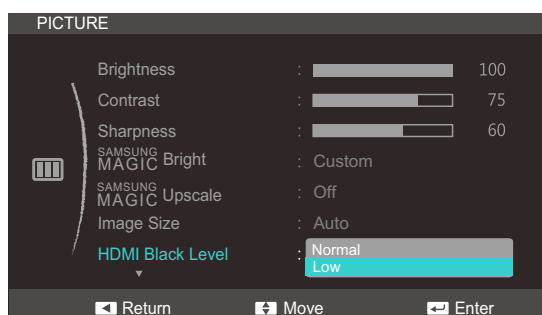 PICTURE
Brightness : 100
Contrast : 75
Sharpness : 60
SAMSUNG MAGIC Bright : Custom
SAMSUNG MAGIC Upscale : Off
Image Size : Auto
HDMI Black Level : Normal
Low
Return Move Enter